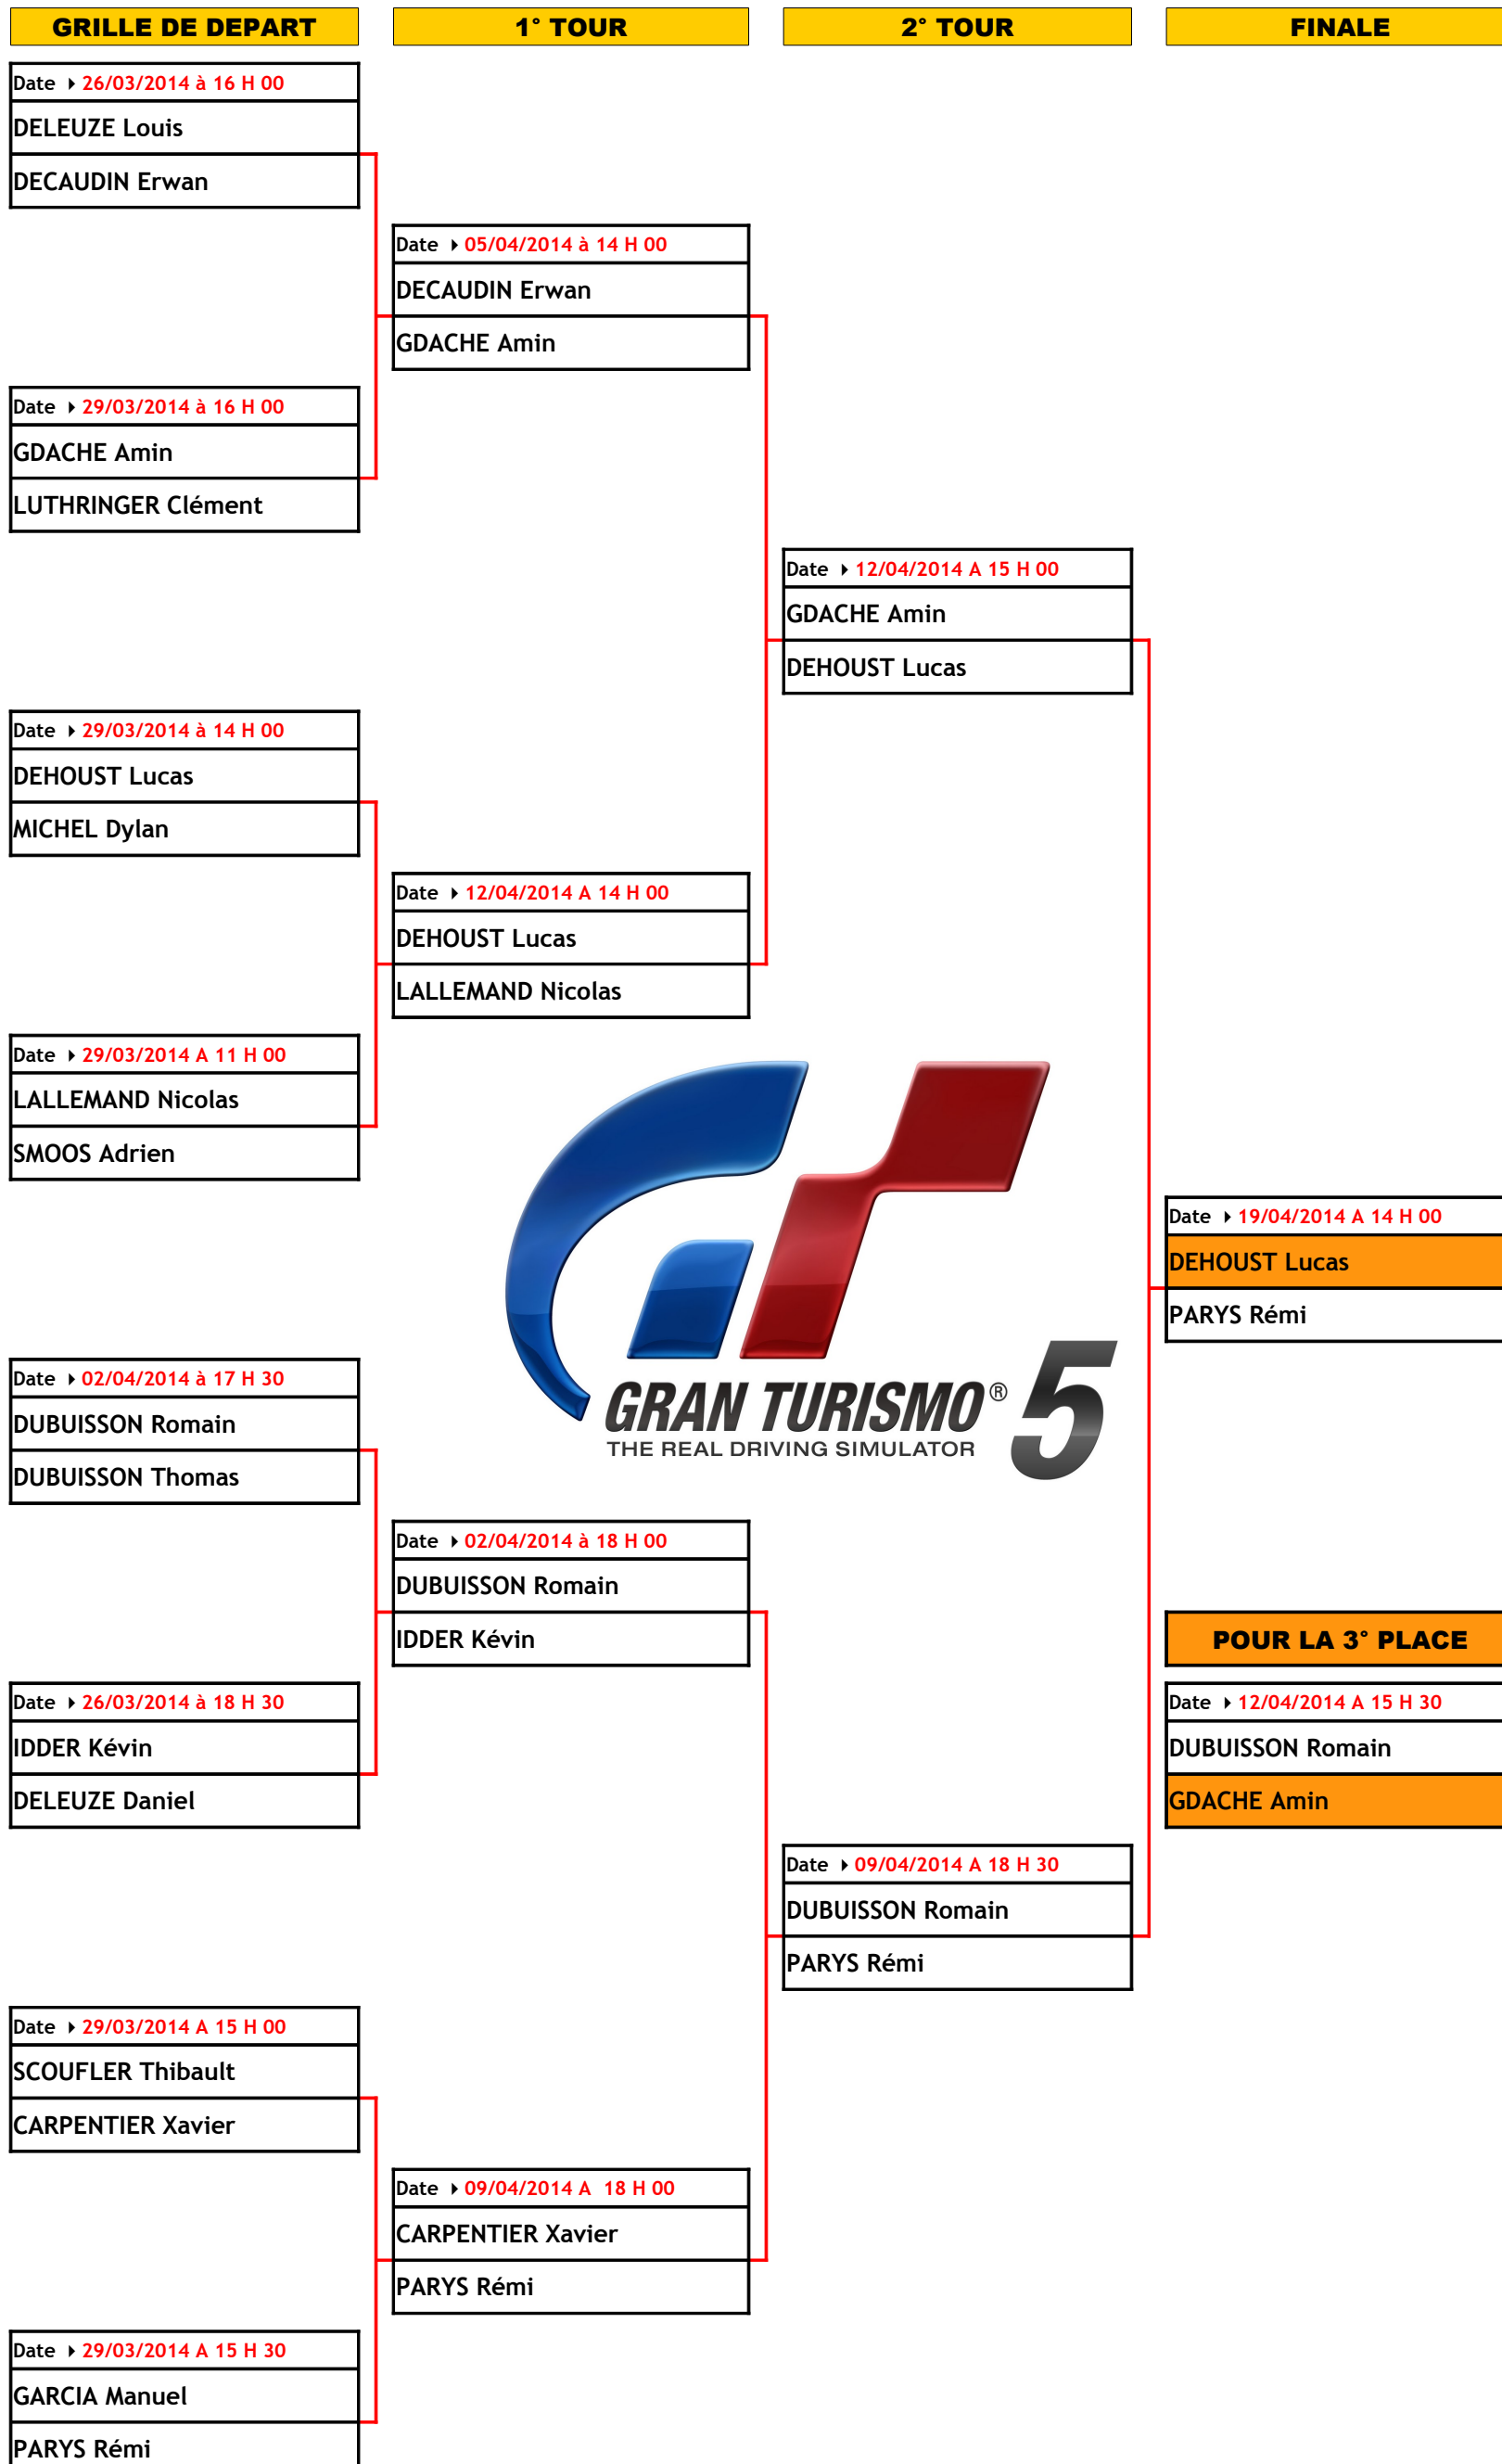 GRILLE DE DEPART
1° TOUR
2° TOUR
FINALE
Date ▸ 26/03/2014 à 16 H 00
DELEUZE Louis
DECAUDIN Erwan
Date ▸ 05/04/2014 à 14 H 00
DECAUDIN Erwan
GDACHE Amin
Date ▸ 29/03/2014 à 16 H 00
GDACHE Amin
LUTHRINGER Clément
Date ▸ 12/04/2014 A 15 H 00
GDACHE Amin
DEHOUST Lucas
Date ▸ 29/03/2014 à 14 H 00
DEHOUST Lucas
MICHEL Dylan
Date ▸ 12/04/2014 A 14 H 00
DEHOUST Lucas
LALLEMAND Nicolas
Date ▸ 29/03/2014 A 11 H 00
LALLEMAND Nicolas
SMOOS Adrien
Date ▸ 19/04/2014 A 14 H 00
DEHOUST Lucas
PARYS Rémi
GRAN TURISMO® 5
THE REAL DRIVING SIMULATOR
Date ▸ 02/04/2014 à 17 H 30
DUBUISSON Romain
DUBUISSON Thomas
Date ▸ 02/04/2014 à 18 H 00
DUBUISSON Romain
IDDER Kévin
POUR LA 3° PLACE
Date ▸ 12/04/2014 A 15 H 30
DUBUISSON Romain
GDACHE Amin
Date ▸ 26/03/2014 à 18 H 30
IDDER Kévin
DELEUZE Daniel
Date ▸ 09/04/2014 A 18 H 30
DUBUISSON Romain
PARYS Rémi
Date ▸ 29/03/2014 A 15 H 00
SCOUFLER Thibault
CARPENTIER Xavier
Date ▸ 09/04/2014 A  18 H 00
CARPENTIER Xavier
PARYS Rémi
Date ▸ 29/03/2014 A 15 H 30
GARCIA Manuel
PARYS Rémi